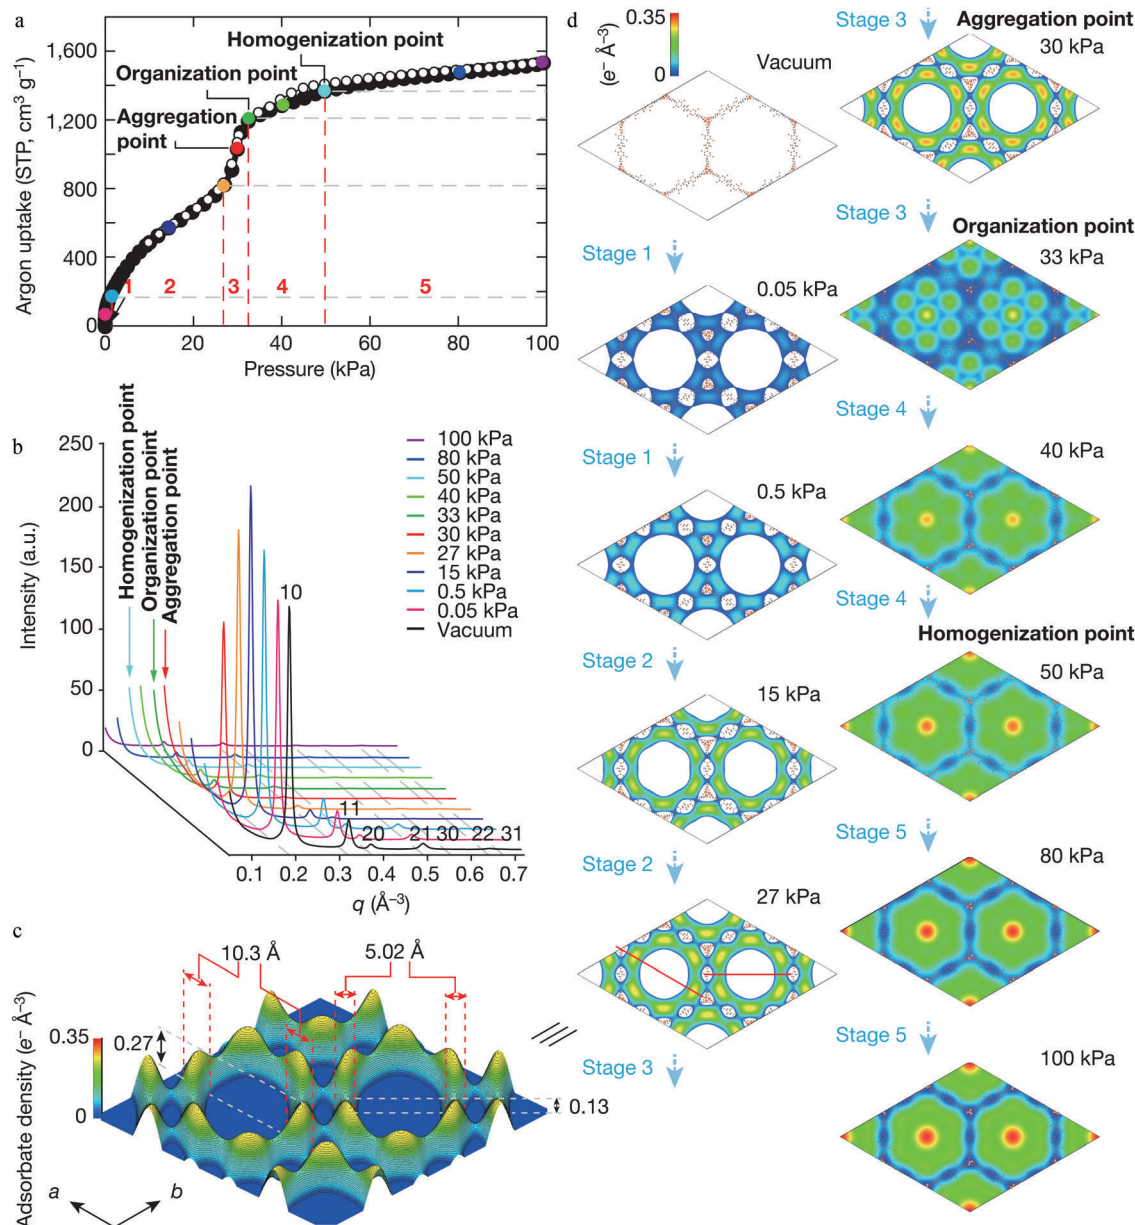 a
Argon uptake (STP, cm³ g⁻¹)
1,600
1,200
800
400
0
Homogenization point
Organization point
Aggregation
point
1
2
3
4
5
0
20
40
60
80
100
Pressure (kPa)
b
Intensity (a.u.)
250
200
150
100
50
0
Homogenization point
Organization point
Aggregation point
100 kPa
80 kPa
50 kPa
40 kPa
33 kPa
30 kPa
27 kPa
15 kPa
0.5 kPa
0.05 kPa
Vacuum
10
11
20
21
30
22
31
0.1
0.2
0.3
0.4
0.5
0.6
0.7
q (Å⁻³)
c
Adsorbate density (e⁻ Å⁻³)
0.35
0
0.27
10.3 Å
5.02 Å
0.13
a
b
d
0.35
0
(e⁻ Å⁻³)
Vacuum
Stage 1
0.05 kPa
Stage 1
0.5 kPa
Stage 2
15 kPa
Stage 2
27 kPa
Stage 3
Stage 3
Aggregation point
30 kPa
Stage 3
Organization point
33 kPa
Stage 4
40 kPa
Stage 4
Homogenization point
50 kPa
Stage 5
80 kPa
Stage 5
100 kPa